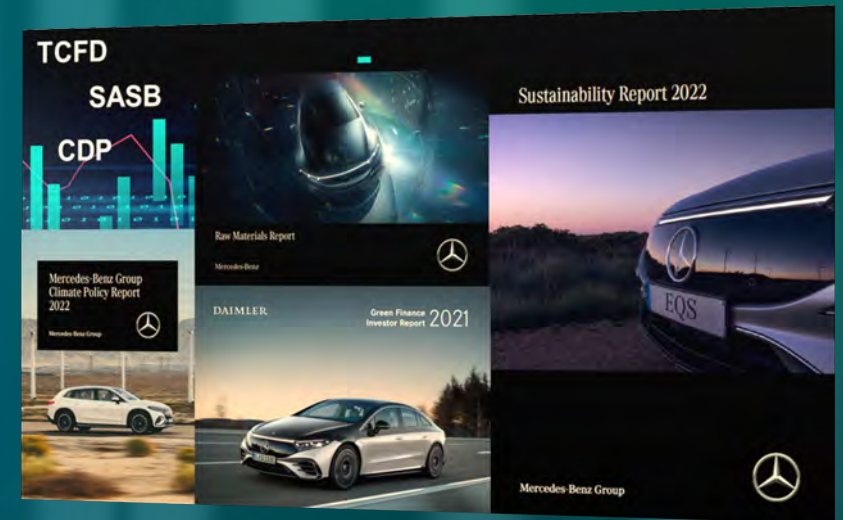 TCFD
SASB
CDP
Mercedes-Benz Group
Climate Policy Report
2022
Mercedes-Benz Group
Raw Materials Report
Mercedes-Benz
DAIMLER
Green Finance
Investor Report 2021
Sustainability Report 2022
EQS
Mercedes-Benz Group